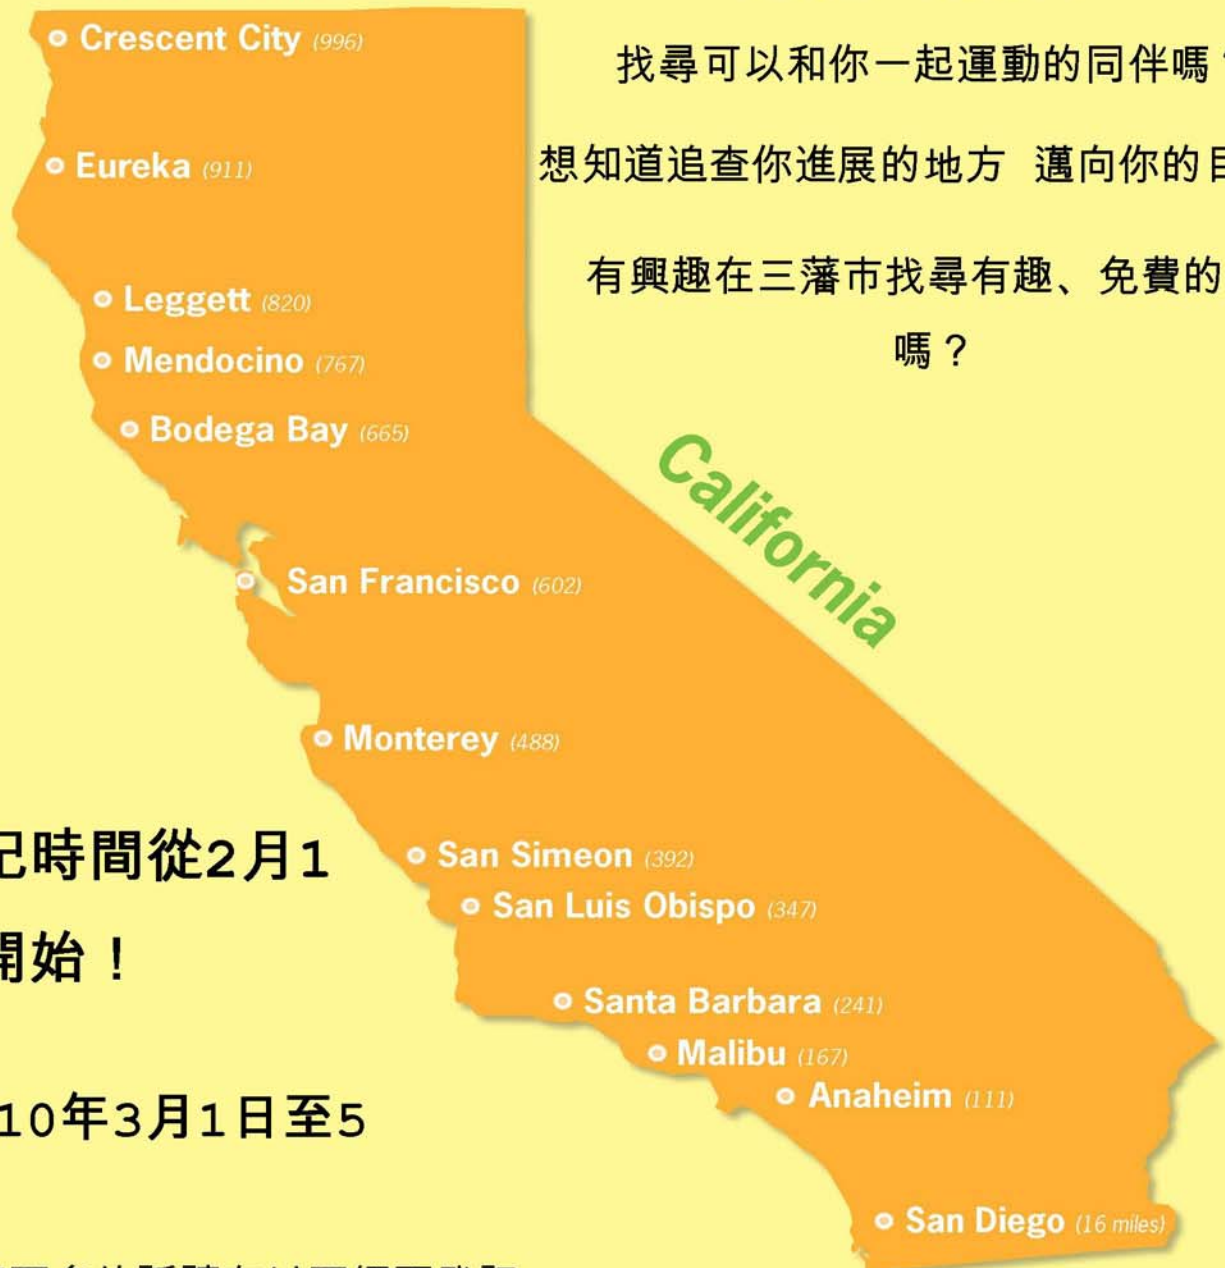 Crescent City (996)
找尋可以和你一起運動的同伴嗎
Eureka (911)
想知道追查你進展的地方 邁向你的
有興趣在三藩市找尋有趣、免費的
嗎？
Leggett (820)
Mendocino (767)
Bodega Bay (665)
California
San Francisco (602)
Monterey (488)
時間從2月1
開始！
San Simeon (392)
San Luis Obispo (347)
Santa Barbara (241)
Malibu (167)
Anaheim (111)
10年3月1日至5
San Diego (16 miles)